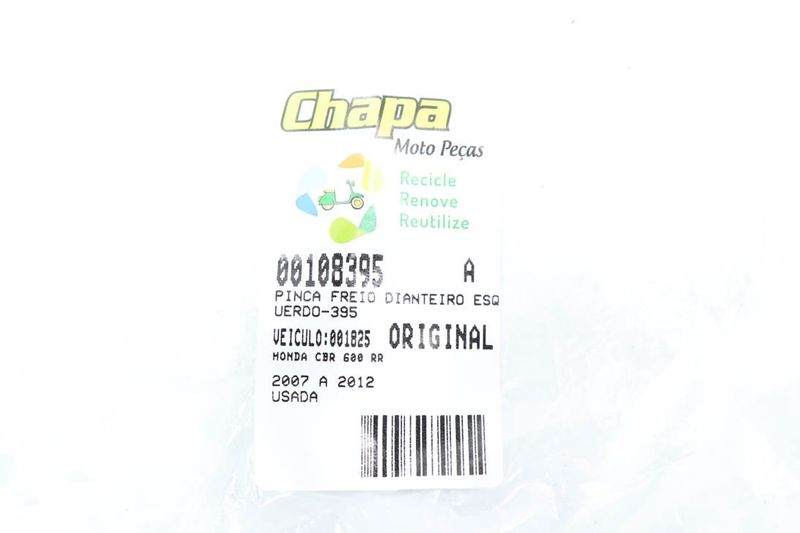 Chapa
Moto Peças
Recicle
Renove
Reutilize
00108395 A
PINCA FREIO DIANTEIRO ESQ
UERDO-395
VEICULO:001825 ORIGINAL
HONDA CBR 600 RR
2007 A 2012
USADA